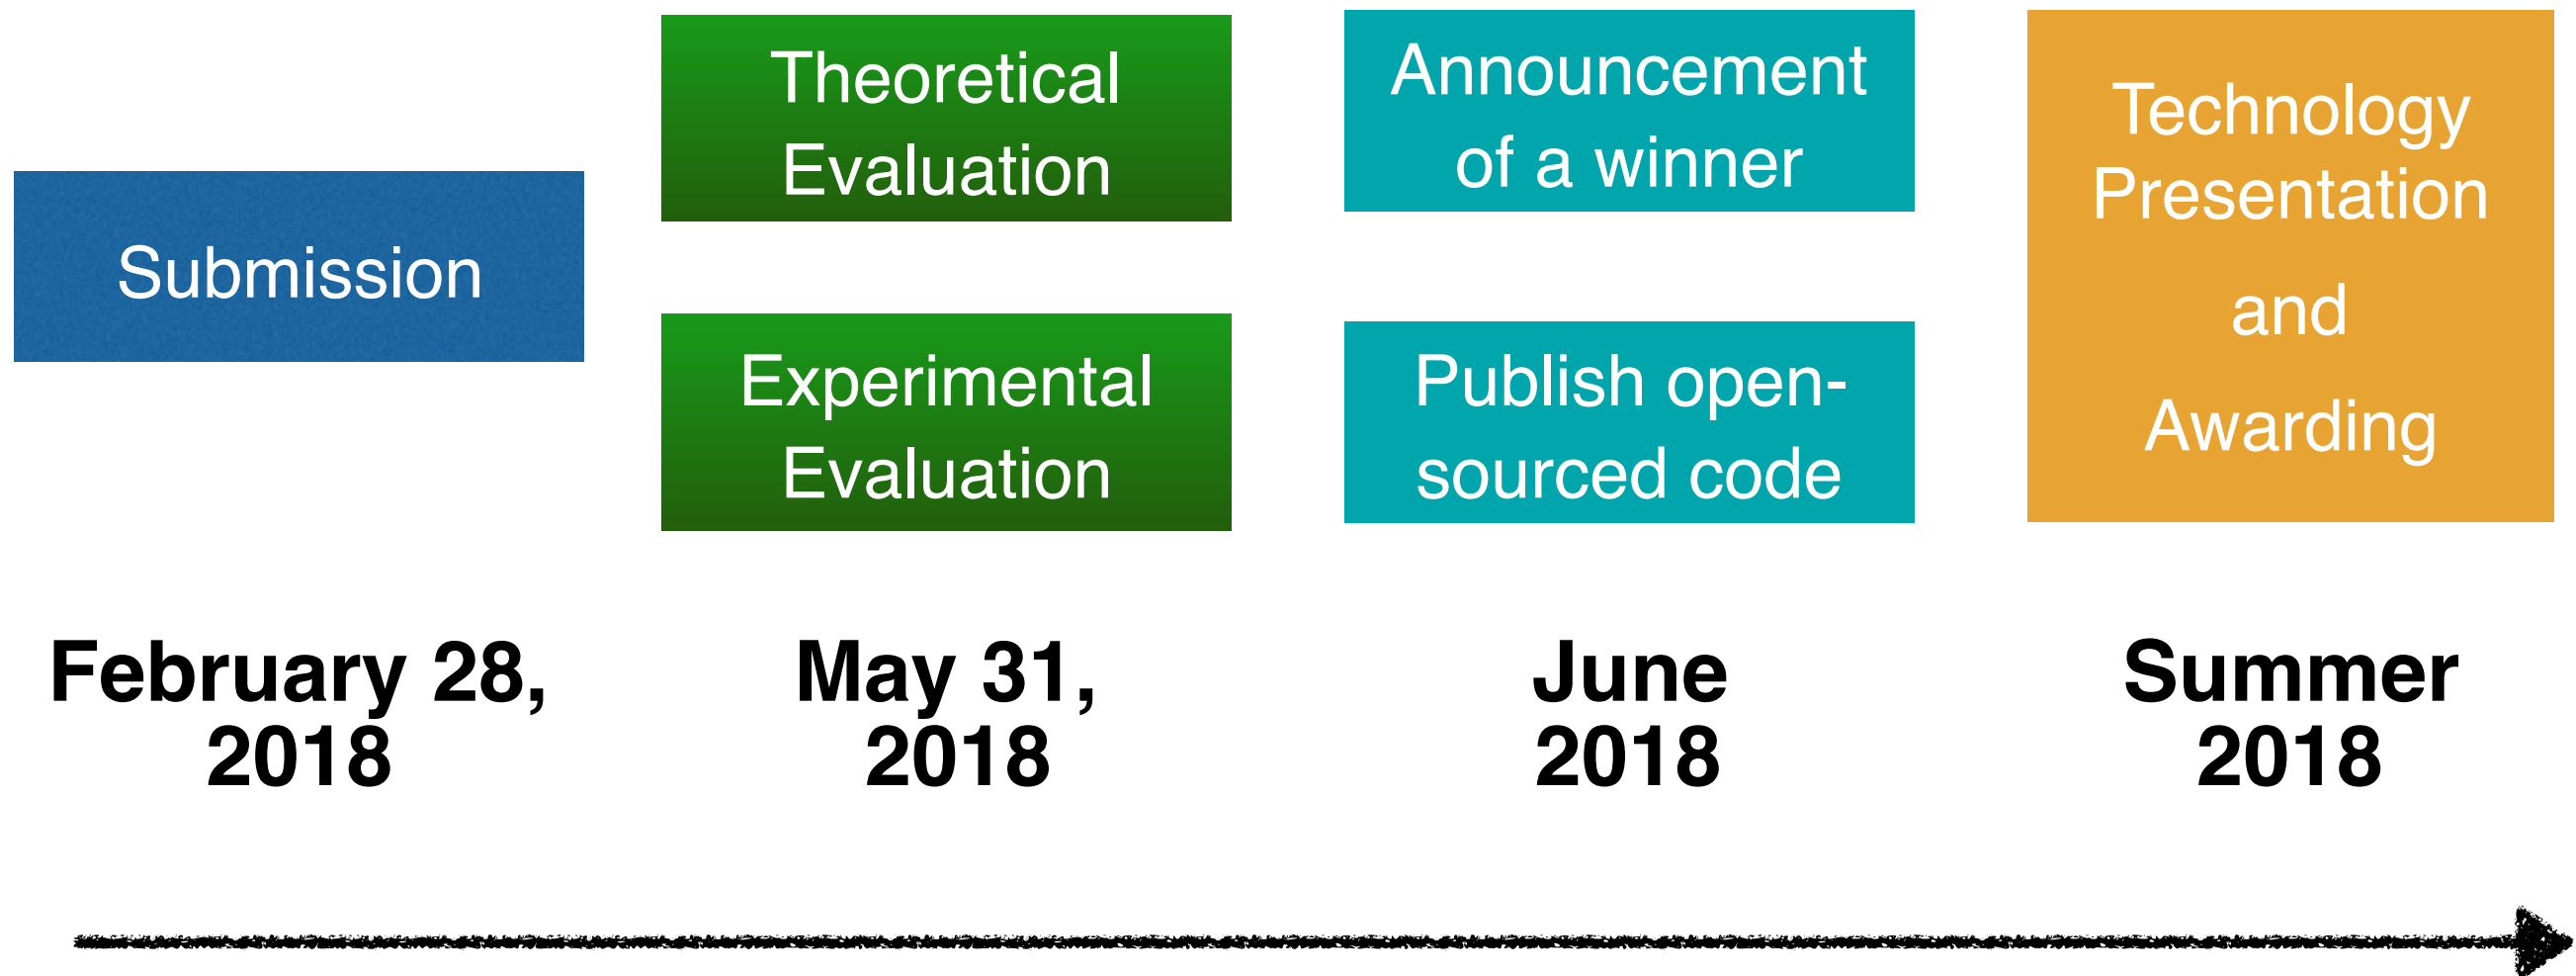 Submission
Theoretical
Evaluation
Experimental
Evaluation
Announcement
of a winner
Publish open-
sourced code
Technology
Presentation
and
Awarding
February 28,
2018
May 31,
2018
June
2018
Summer
2018